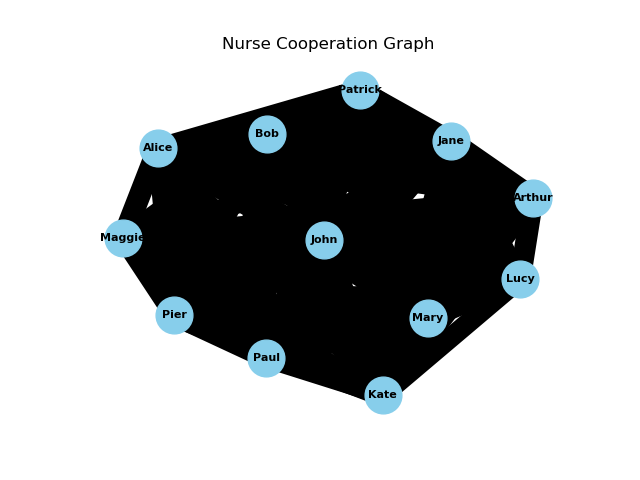 Nurse Cooperation Graph
Patrick
Bob
Jane
Alice
Arthur
Maggie
John
Lucy
Pier
Mary
Paul
Kate